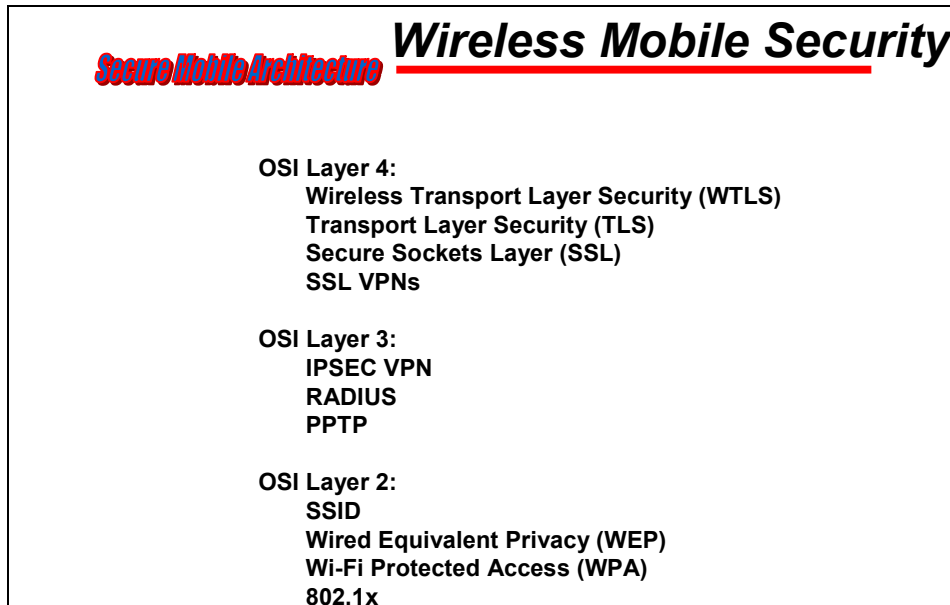 Wireless Mobile Security
Secure Mobile Architecture
OSI Layer 4:
Wireless Transport Layer Security (WTLS)
Transport Layer Security (TLS)
Secure Sockets Layer (SSL)
SSL VPNs
OSI Layer 3:
IPSEC VPN
RADIUS
PPTP
OSI Layer 2:
SSID
Wired Equivalent Privacy (WEP)
Wi-Fi Protected Access (WPA)
802.1x